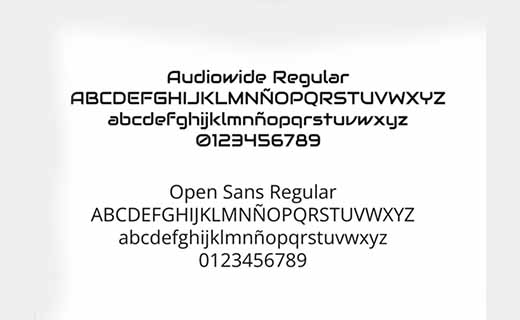 Audiowide Regular
ABCDEFGHIJKLMNÑOPQRSTUVWXYZ
abcdefghijklmnñopqrstuvwxyz
0123456789
Open Sans Regular
ABCDEFGHIJKLMNÑOPQRSTUVWXYZ
abcdefghijklmnñopqrstuvwxyz
0123456789